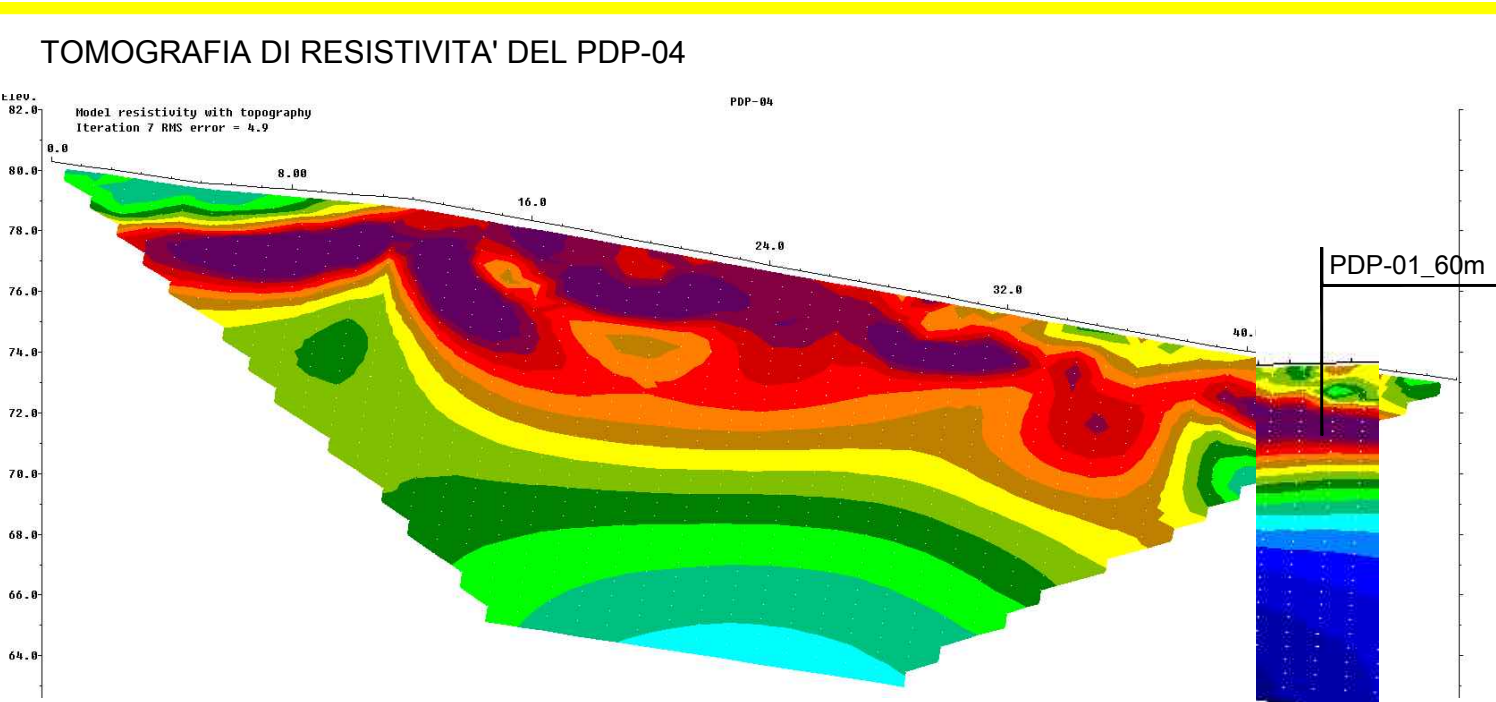 TOMOGRAFIA DI RESISTIVITA' DEL PDP-04
Elev.
82.0
Model resistivity with topography
Iteration 7 RMS error = 4.9
PDP-04
0.0
80.0
8.00
16.0
78.0
24.0
PDP-01_60m
76.0
32.0
40.
74.0
72.0
70.0
68.0
66.0
64.0